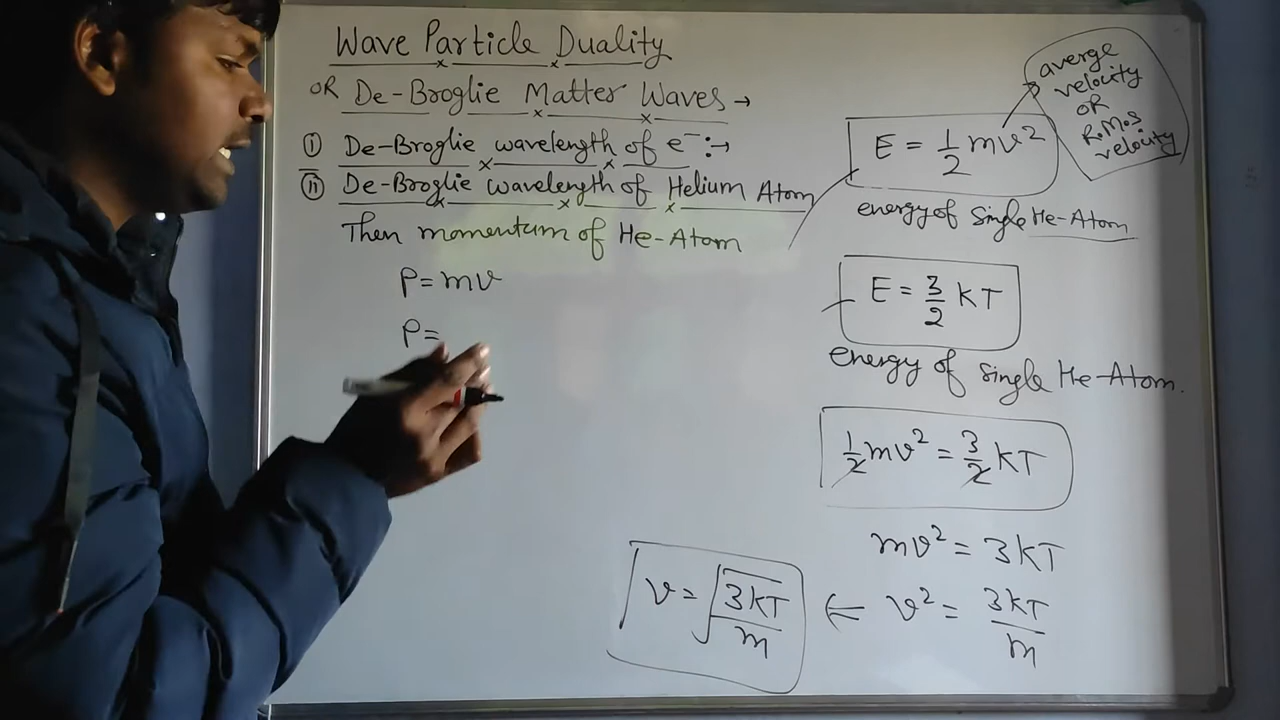 Wave Particle Duality
OR De-Broglie Matter Waves →
(i) De-Broglie wavelength of e⁻ :→
(ii) De-Broglie wavelength of Helium Atom
Then momentum of He-Atom
P = mv
P =
averge
velocity
OR
R.M.S
velocity
E = 1/2 mv²
energy of Single He-Atom
E = 3/2 KT
energy of Single He-Atom.
1/2 mv² = 3/2 KT
mv² = 3KT
v = √(3KT/m) ⇐ v² = 3KT/m